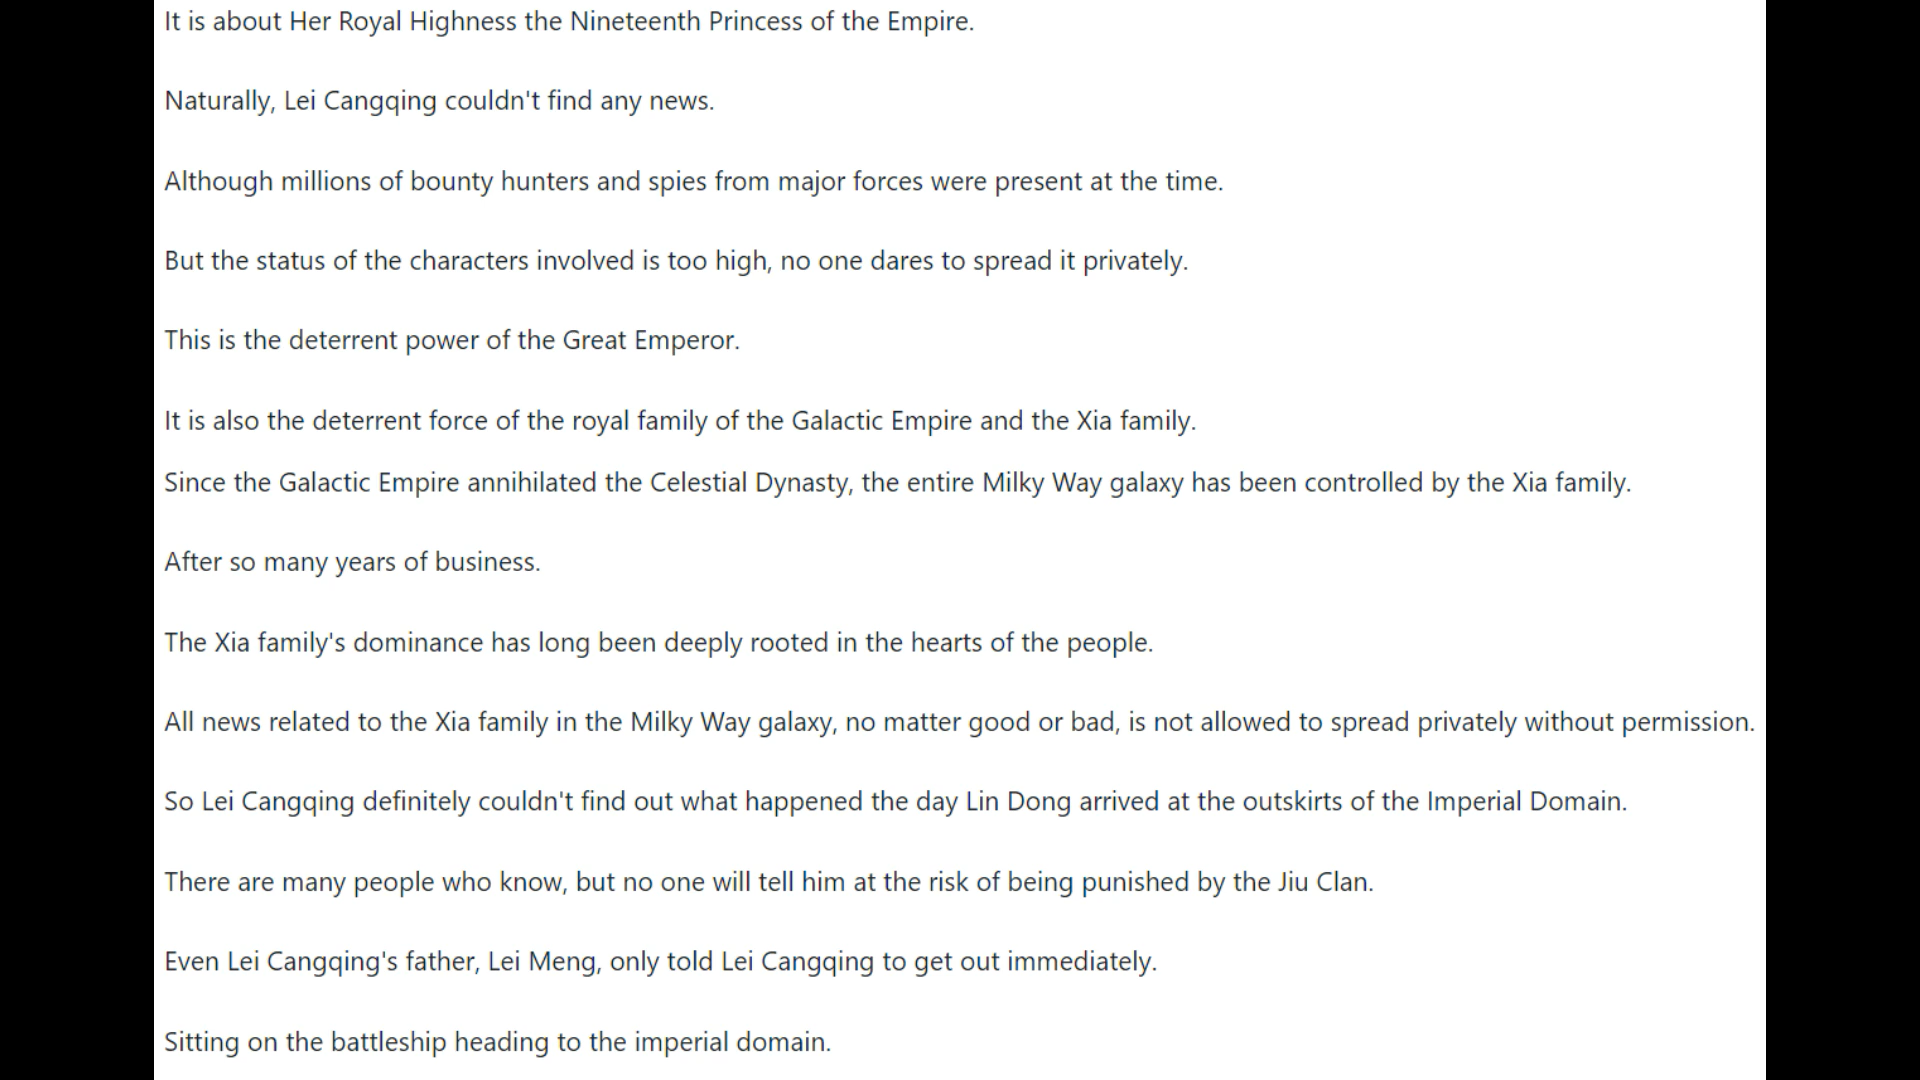 It is about Her Royal Highness the Nineteenth Princess of the Empire.
Naturally, Lei Cangqing couldn't find any news.
Although millions of bounty hunters and spies from major forces were present at the time.
But the status of the characters involved is too high, no one dares to spread it privately.
This is the deterrent power of the Great Emperor.
It is also the deterrent force of the royal family of the Galactic Empire and the Xia family.
Since the Galactic Empire annihilated the Celestial Dynasty, the entire Milky Way galaxy has been controlled by the Xia family.
After so many years of business.
The Xia family's dominance has long been deeply rooted in the hearts of the people.
All news related to the Xia family in the Milky Way galaxy, no matter good or bad, is not allowed to spread privately without permission.
So Lei Cangqing definitely couldn't find out what happened the day Lin Dong arrived at the outskirts of the Imperial Domain.
There are many people who know, but no one will tell him at the risk of being punished by the Jiu Clan.
Even Lei Cangqing's father, Lei Meng, only told Lei Cangqing to get out immediately.
Sitting on the battleship heading to the imperial domain.